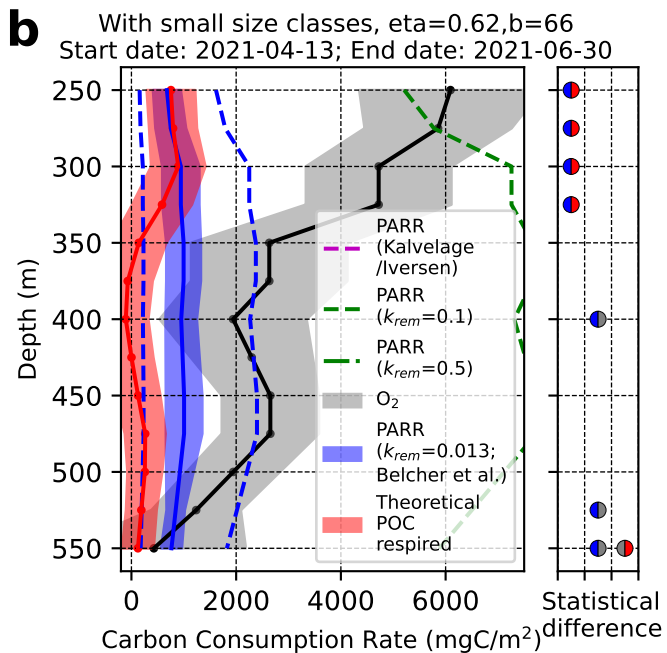 b
With small size classes, eta=0.62,b=66
Start date: 2021-04-13; End date: 2021-06-30
250
300
350
400
450
500
550
Depth (m)
PARR
(Kalvelage
/Iversen)
PARR
(k_rem=0.1)
PARR
(k_rem=0.5)
O₂
PARR
(k_rem=0.013;
Belcher et al.)
Theoretical
POC
respired
0 2000 4000 6000
Carbon Consumption Rate (mgC/m²)
Statistical
difference